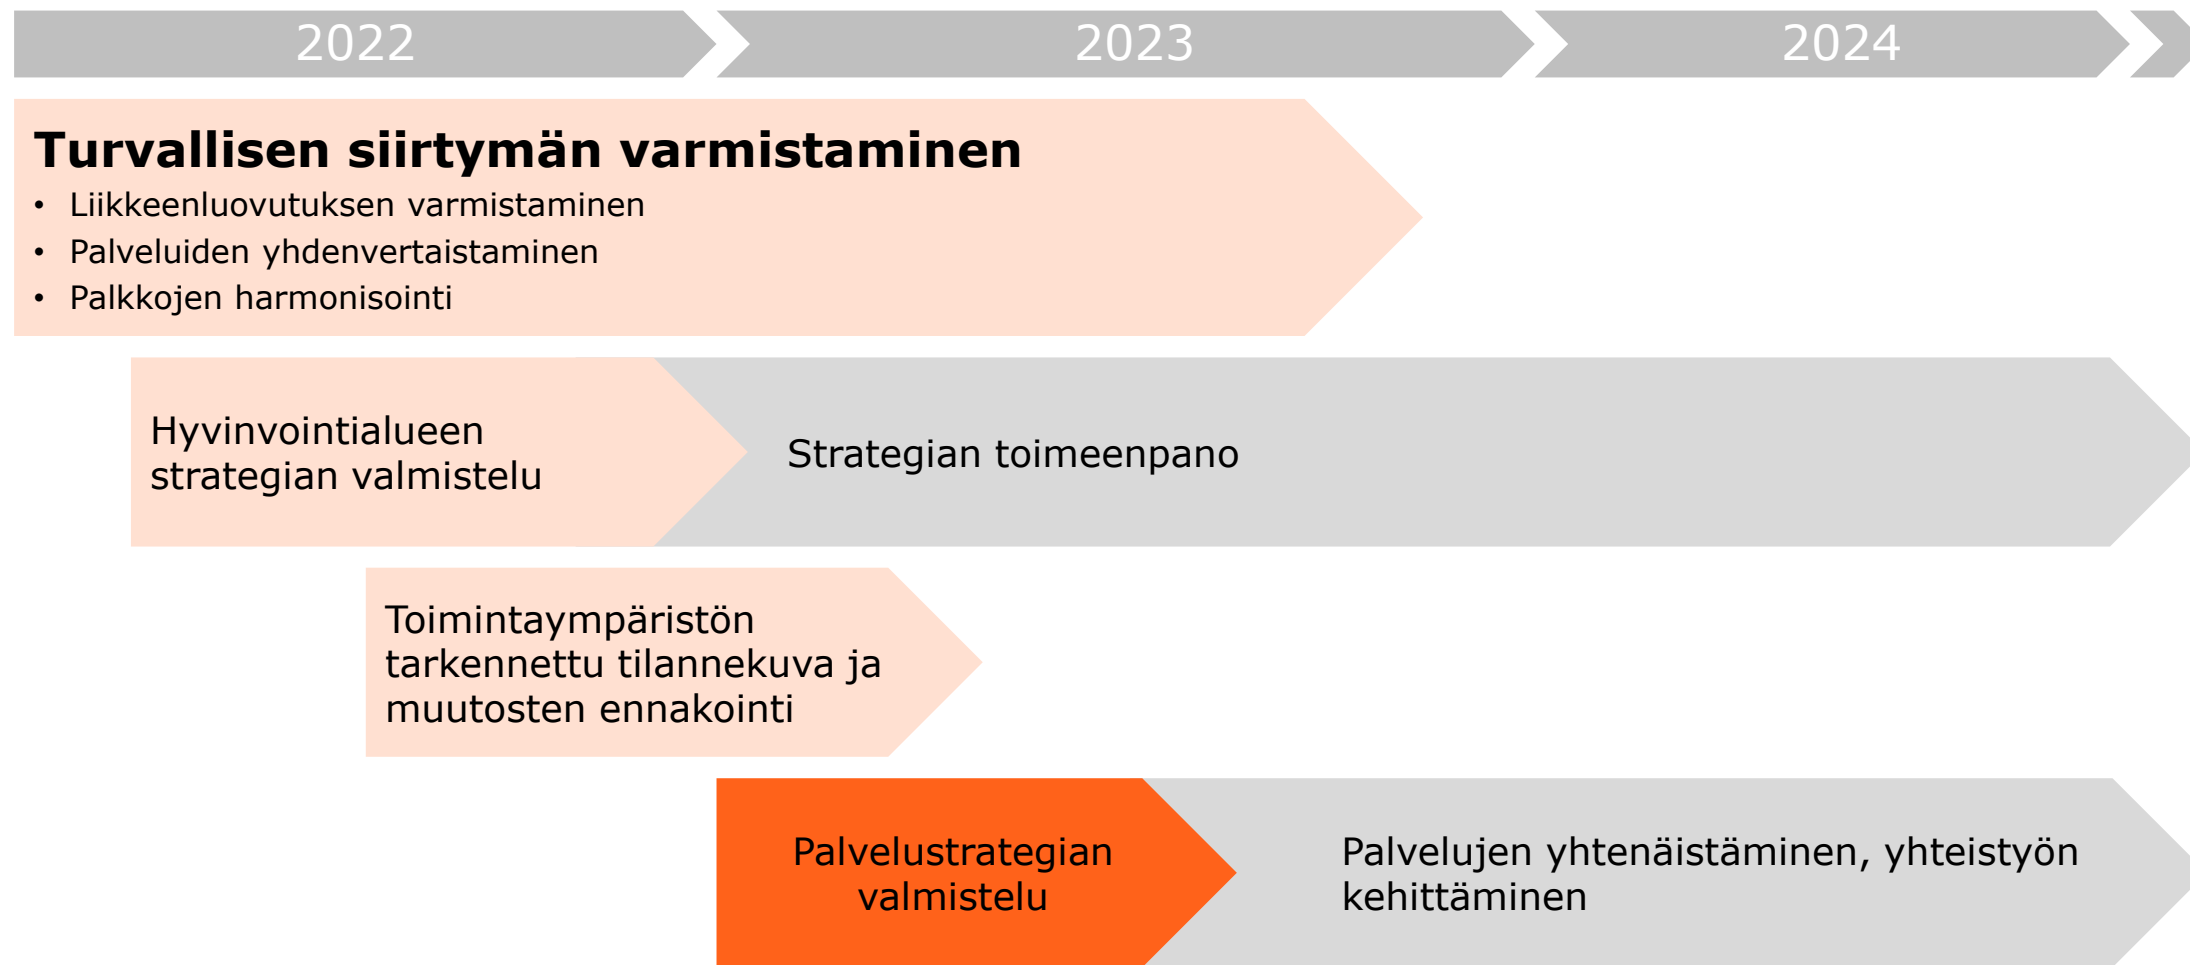 2022
2023
2024
Turvallisen siirtymän varmistaminen
• Liikkeenluovutuksen varmistaminen
• Palveluiden yhdenvertaistaminen
• Palkkojen harmonisointi
Hyvinvointialueen
strategian valmistelu
Strategian toimeenpano
Toimintaympäristön
tarkennettu tilannekuva ja
muutosten ennakointi
Palvelustrategian
valmistelu
Palvelujen yhtenäistäminen, yhteistyön
kehittäminen